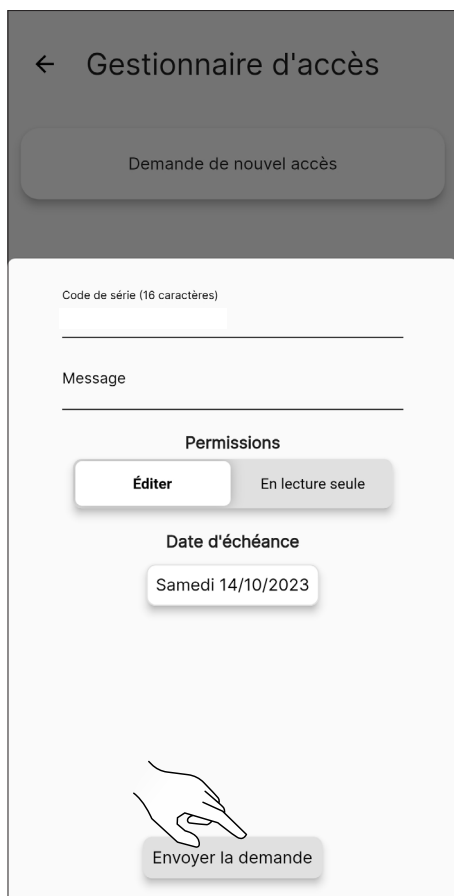 Gestionnaire d'accès
Demande de nouvel accès
Code de série (16 caractères)
Message
Permissions
Éditer
En lecture seule
Date d'échéance
Samedi 14/10/2023
Envoyer la demande